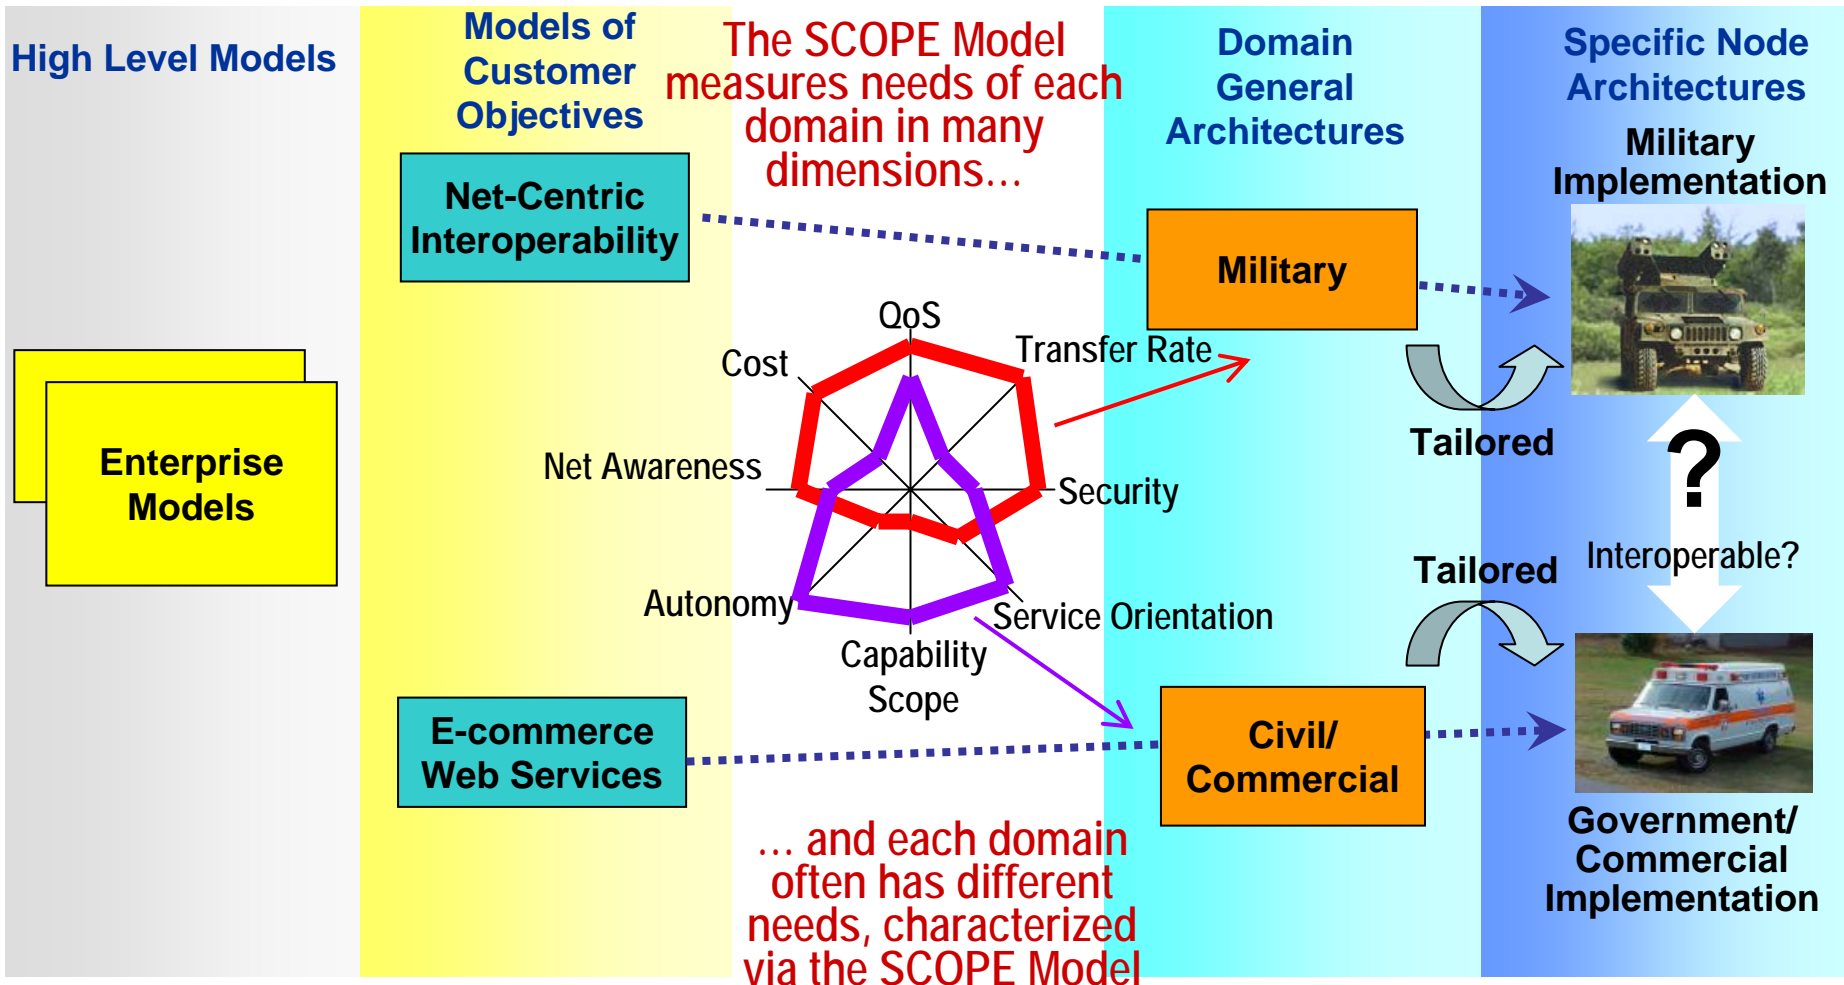 High Level Models
Models of
Customer
Objectives
The SCOPE Model
measures needs of each
domain in many
dimensions…
Domain
General
Architectures
Specific Node
Architectures
Military
Implementation
Net-Centric
Interoperability
Military
QoS
Transfer Rate
Cost
Net Awareness
Security
Autonomy
Service Orientation
Capability
Scope
Enterprise
Models
Tailored
?
Interoperable?
Tailored
E-commerce
Web Services
Civil/
Commercial
Government/
Commercial
Implementation
… and each domain
often has different
needs, characterized
via the SCOPE Model